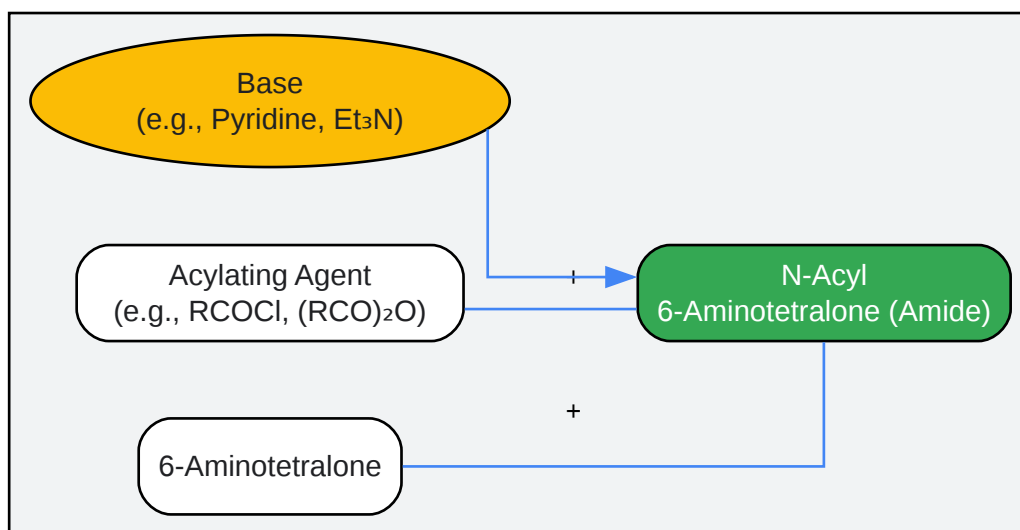 Base
(e.g., Pyridine, Et₃N)
Acylating Agent
(e.g., RCOCl, (RCO)₂O)
+
N-Acyl
6-Aminotetralone (Amide)
+
6-Aminotetralone